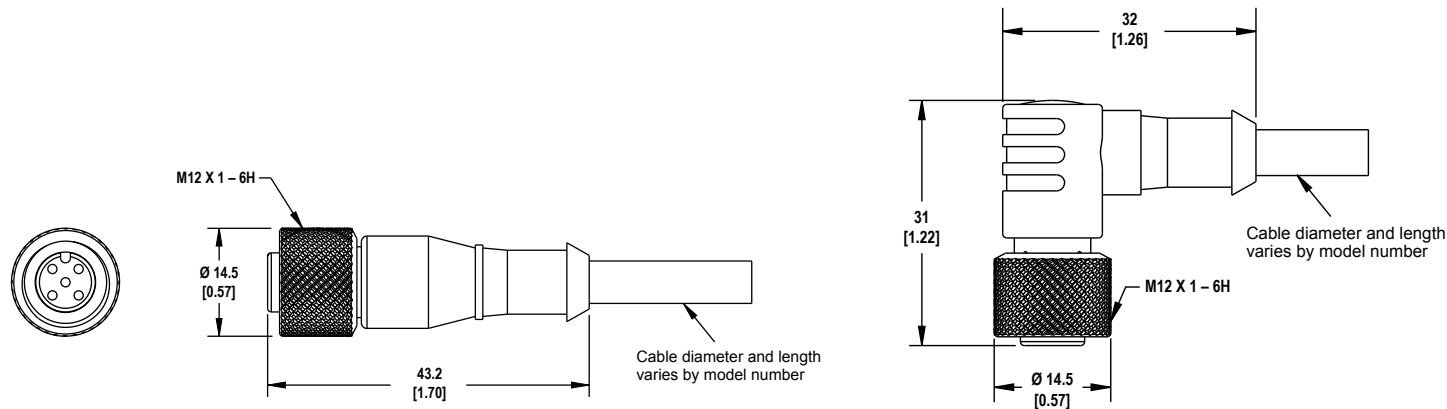 M12 X 1 – 6H
Ø 14.5
[0.57]
43.2
[1.70]
Cable diameter and length
varies by model number
32
[1.26]
31
[1.22]
Cable diameter and length
varies by model number
M12 X 1 – 6H
Ø 14.5
[0.57]